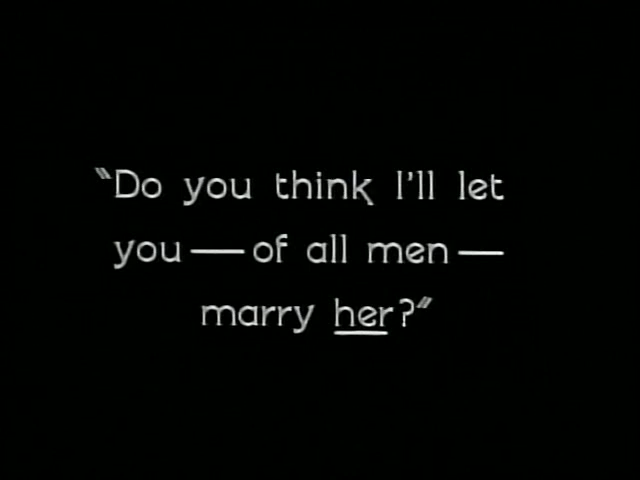 "Do you think I'll let
you — of all men —
marry her?"